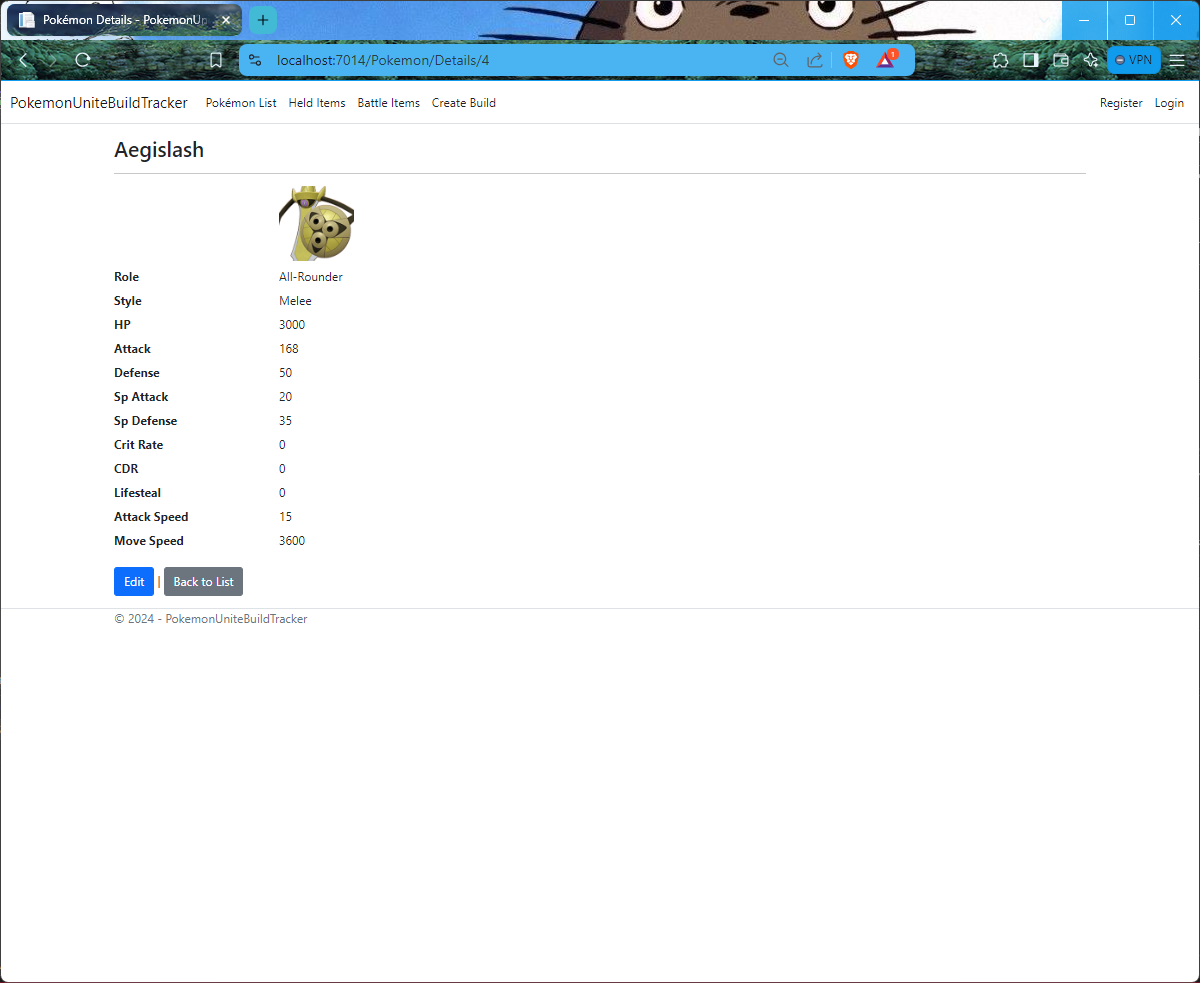 Pokémon Details - PokemonUn
localhost:7014/Pokemon/Details/4
1
VPN
PokemonUniteBuildTracker Pokémon List Held Items Battle Items Create Build Register Login
Aegislash
Role All-Rounder
Style Melee
HP 3000
Attack 168
Defense 50
Sp Attack 20
Sp Defense 35
Crit Rate 0
CDR 0
Lifesteal 0
Attack Speed 15
Move Speed 3600
Edit | Back to List
© 2024 - PokemonUniteBuildTracker